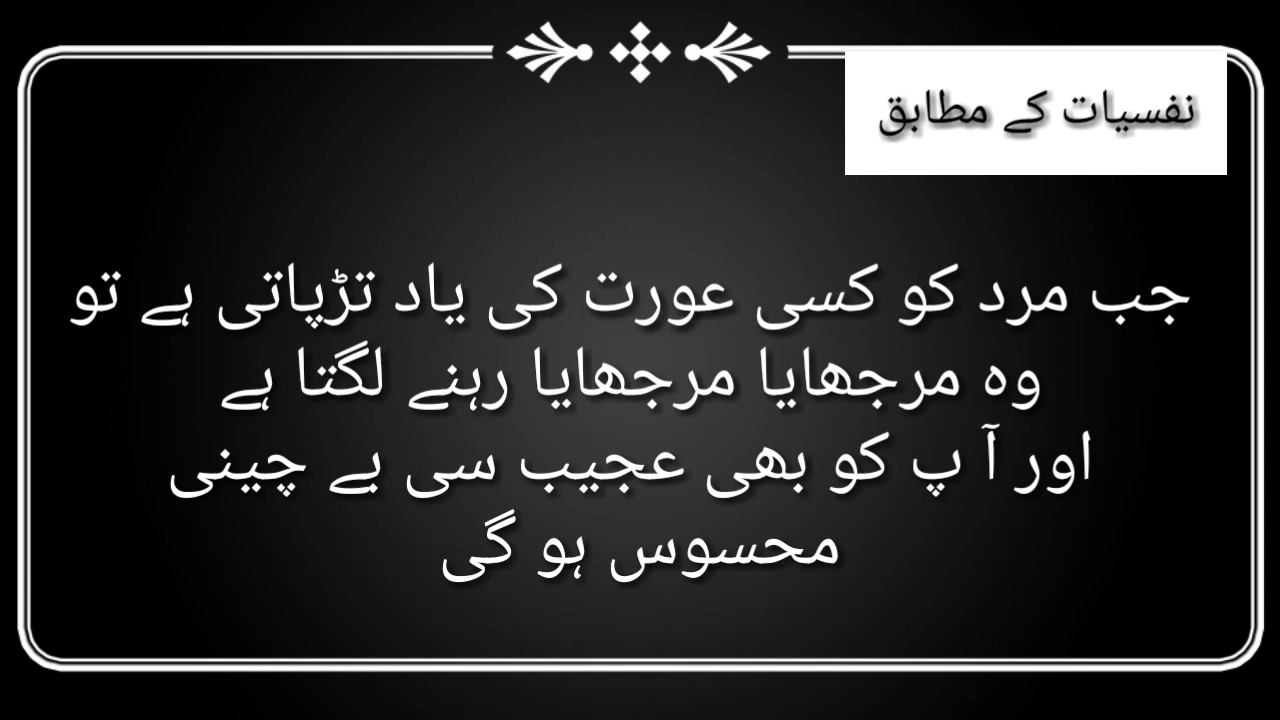 نفسیات کے مطابق
جب مرد کو کسی عورت کی یاد تڑپاتی ہے تو
وہ مرجھایا مرجھایا رہنے لگتا ہے
اور آ پ کو بھی عجیب سی بے چینی
محسوس ہو گی